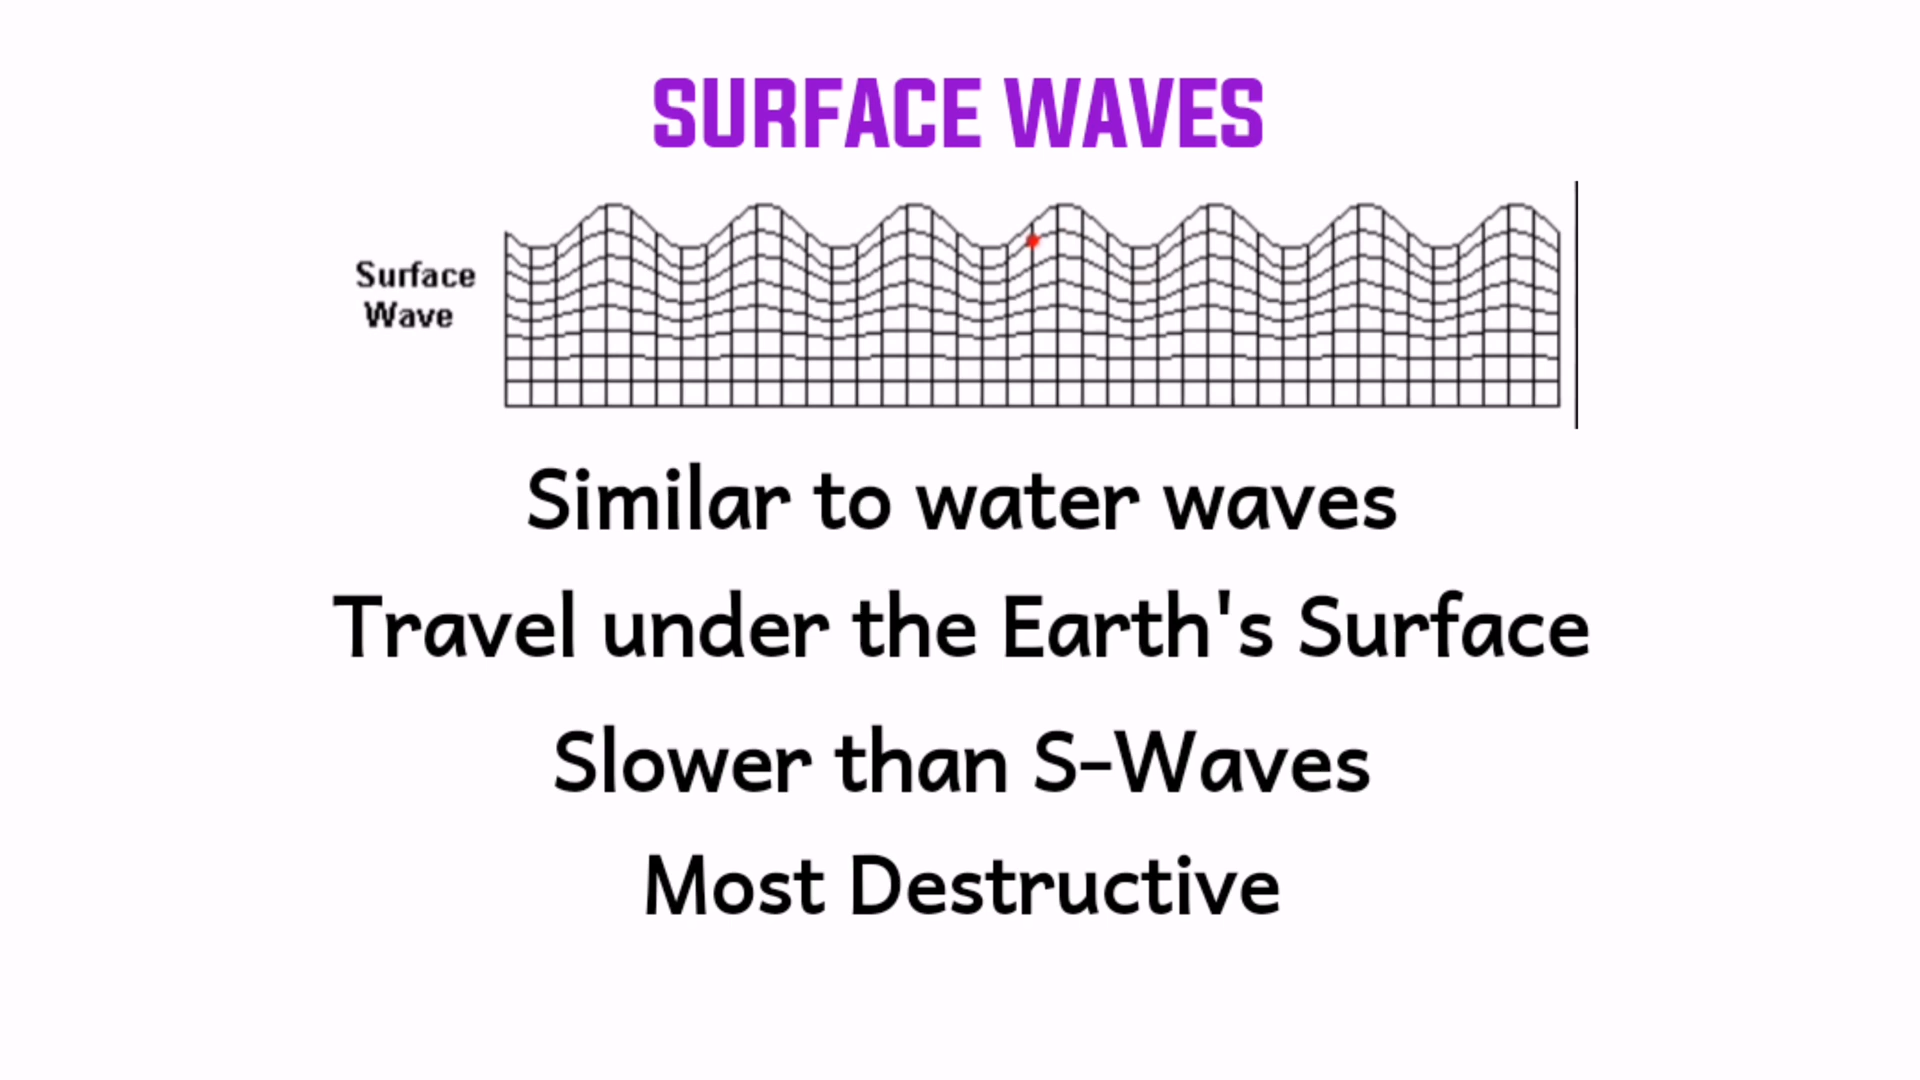 SURFACE WAVES
Surface
Wave
Similar to water waves
Travel under the Earth's Surface
Slower than S-Waves
Most Destructive